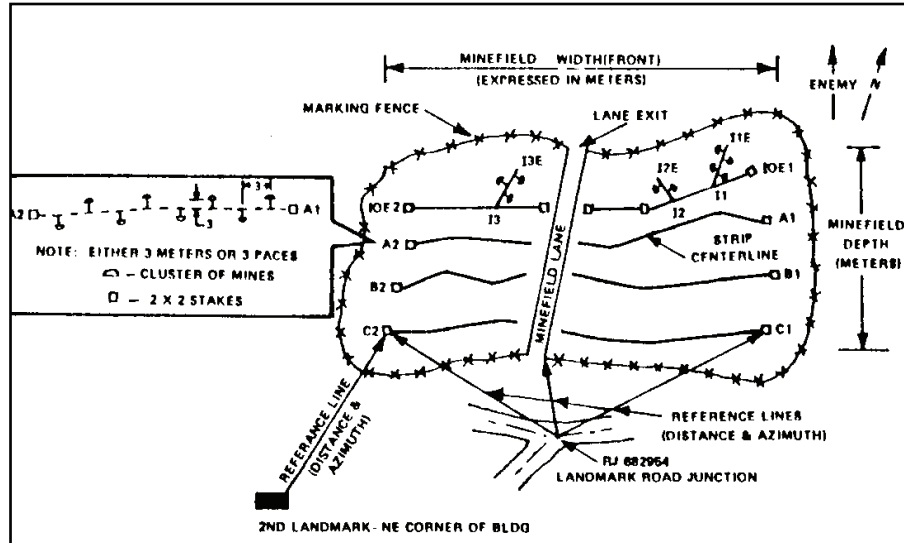 MINEFIELD WIDTH (FRONT)
(EXPRESSED IN METERS)
ENEMY N
MARKING FENCE
LANE EXIT
I1E
I2E
I3E
IOE1
IOE2
I3
I2
I1
A2 3 A1
3
NOTE: EITHER 3 METERS OR 3 PACES
– CLUSTER OF MINES
– 2 X 2 STAKES
A2
A1
STRIP
CENTERLINE
MINEFIELD
DEPTH
(METERS)
B2
B1
MINEFIELD LANE
C2
C1
REFERANCE LINE
(DISTANCE &
AZIMUTH)
REFERENCE LINES
(DISTANCE & AZIMUTH)
RJ 682964
LANDMARK ROAD JUNCTION
2ND LANDMARK - NE CORNER OF BLDG